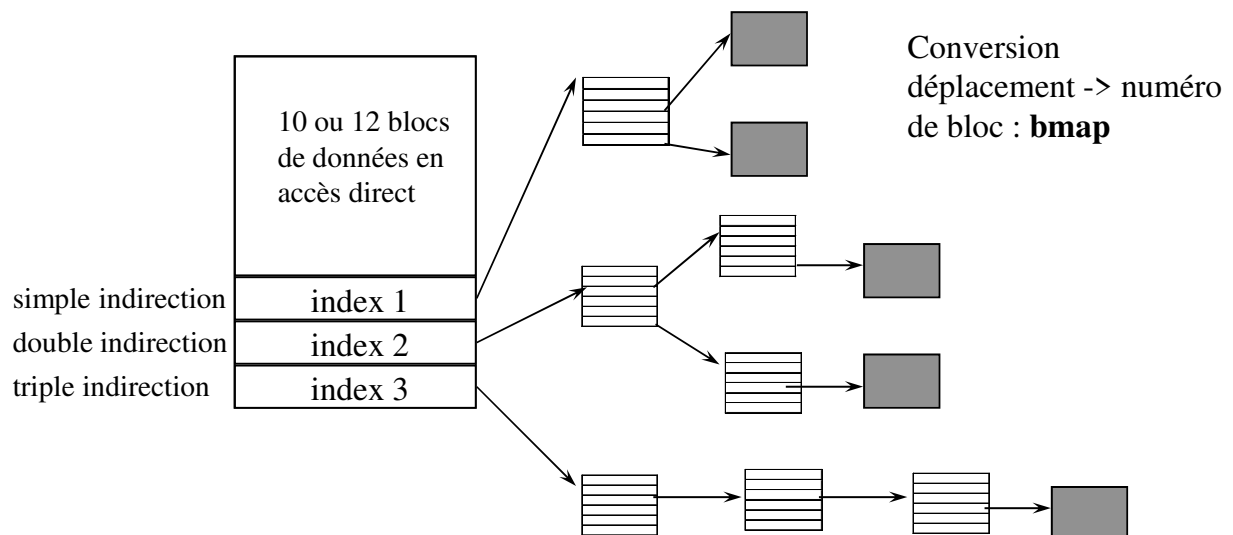 Conversion
déplacement -> numéro
de bloc : bmap
10 ou 12 blocs
de données en
accès direct
simple indirection
index 1
double indirection
index 2
triple indirection
index 3